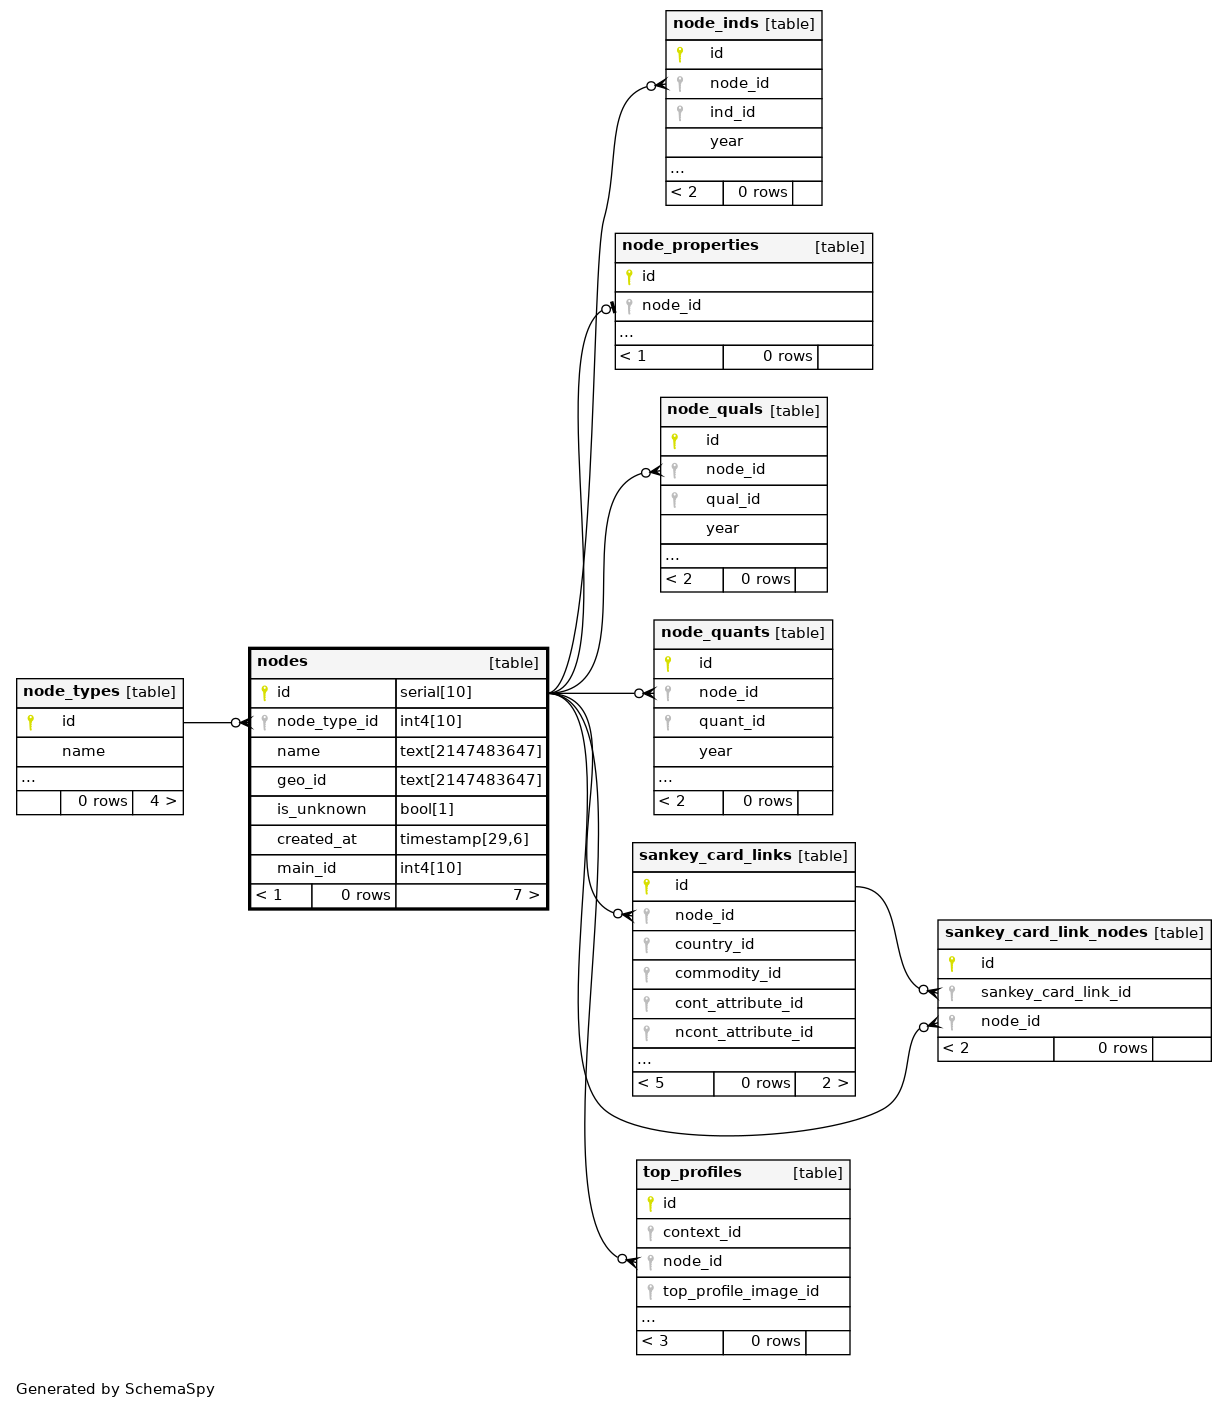 node_inds [table]
id
node_id
ind_id
year
...
< 2 0 rows
node_properties [table]
id
node_id
...
< 1 0 rows
node_quals [table]
id
node_id
qual_id
year
...
< 2 0 rows
node_quants [table]
id
node_id
quant_id
year
...
< 2 0 rows
node_types [table]
id
name
...
0 rows 4 >
nodes [table]
id serial[10]
node_type_id int4[10]
name text[2147483647]
geo_id text[2147483647]
is_unknown bool[1]
created_at timestamp[29,6]
main_id int4[10]
< 1 0 rows 7 >
sankey_card_links [table]
id
node_id
country_id
commodity_id
cont_attribute_id
ncont_attribute_id
...
< 5 0 rows 2 >
sankey_card_link_nodes [table]
id
sankey_card_link_id
node_id
< 2 0 rows
top_profiles [table]
id
context_id
node_id
top_profile_image_id
...
< 3 0 rows
Generated by SchemaSpy